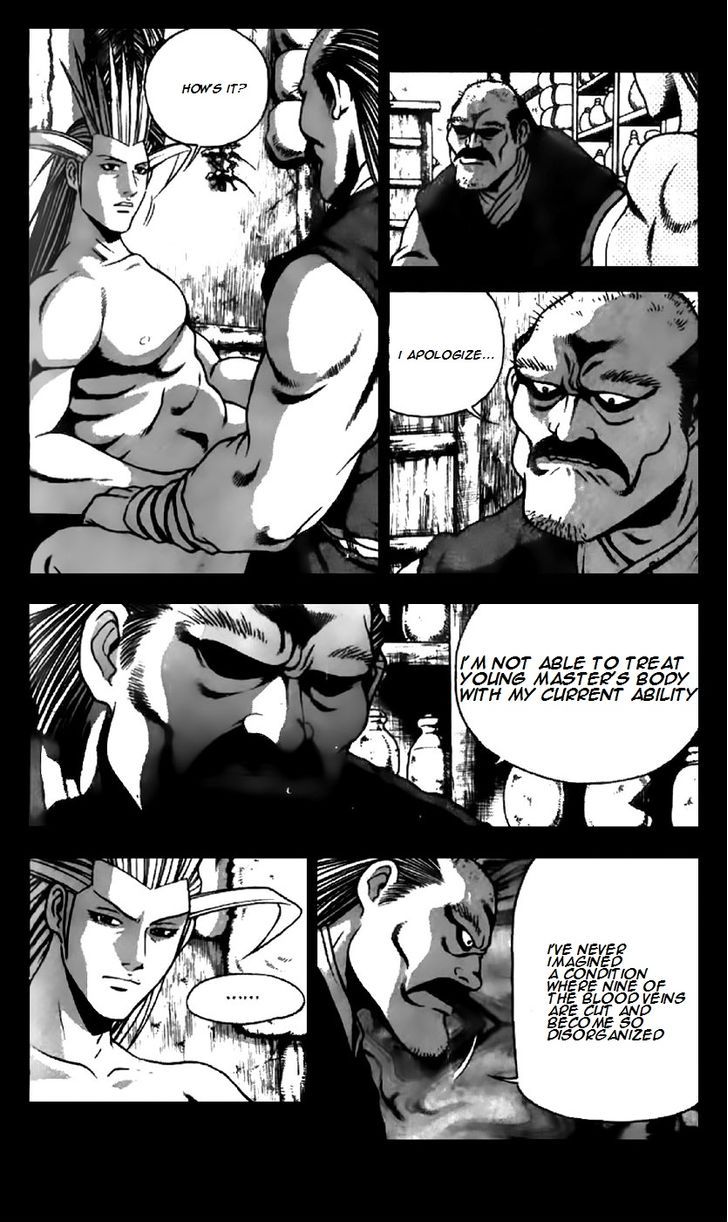 HOW'S IT?
I APOLOGIZE...
I'M NOT ABLE TO TREAT
YOUNG MASTER'S BODY
WITH MY CURRENT ABILITY
......
I'VE NEVER
IMAGINED
A CONDITION
WHERE NINE OF
THE BLOOD VEINS
ARE CUT AND
BECOME SO
DISORGANIZED